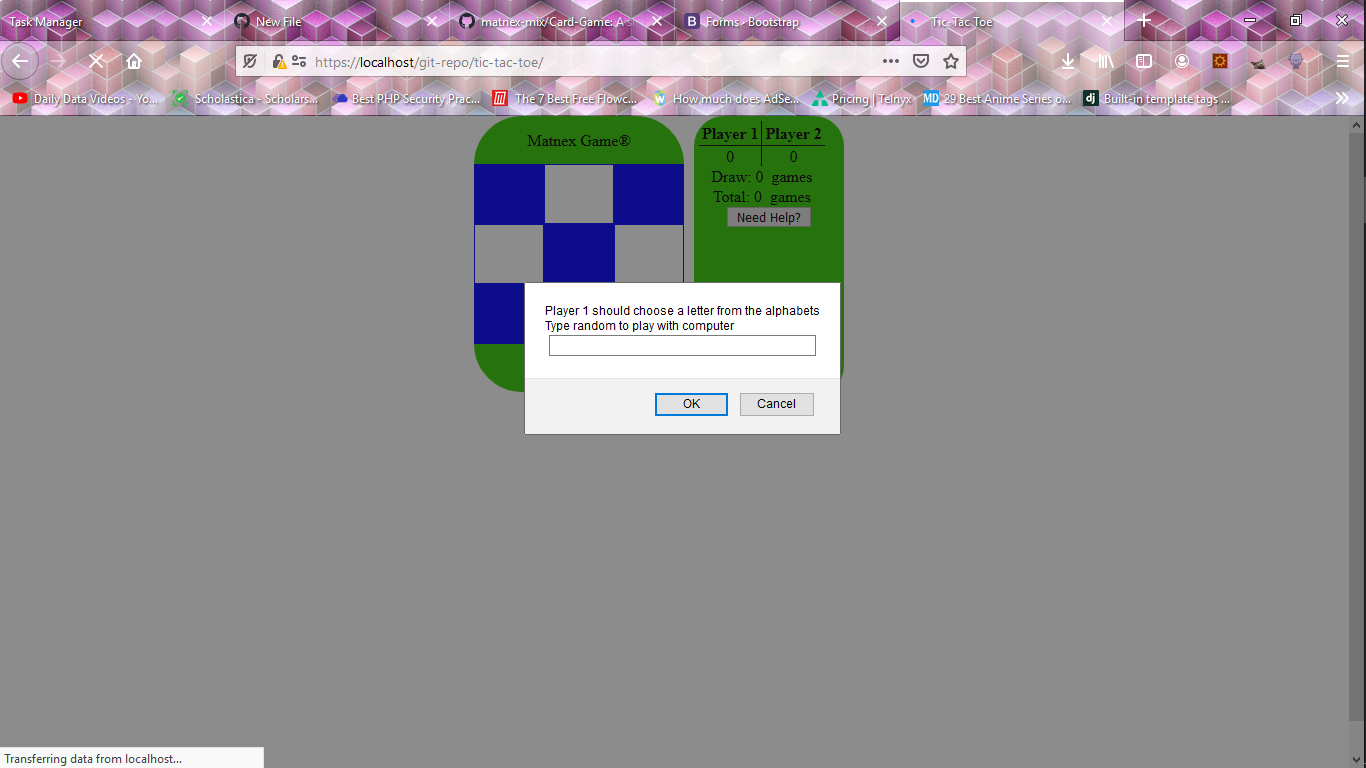 Task Manager
New File
matnex-mix/Card-Game: A si
Forms · Bootstrap
Tic-Tac Toe
https://localhost/git-repo/tic-tac-toe/
Daily Data Videos - Yo...
Scholastica - Scholars...
Best PHP Security Prac...
The 7 Best Free Flowc...
How much does AdSe...
Pricing | Telnyx
MD
29 Best Anime Series o...
dj
Built-in template tags ...
Matnex Game®
Player 1 Player 2
0 0
Draw: 0 games
Total: 0 games
Need Help?
Player 1 should choose a letter from the alphabets
Type random to play with computer
OK Cancel
Transferring data from localhost...